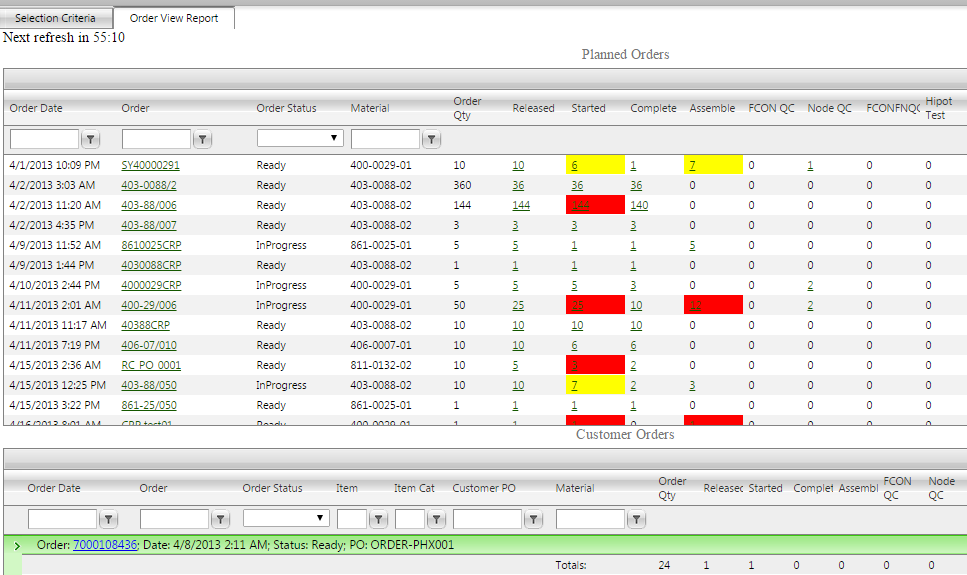 Selection Criteria Order View Report
Next refresh in 55:10
Planned Orders
Order Date Order Order Status Material Order Qty Released Started Complete Assemble FCON QC Node QC FCONFNQC Hipot Test
4/1/2013 10:09 PM SY40000291 Ready 400-0029-01 10 10 6 1 7 0 1 0 0
4/2/2013 3:03 AM 403-0088/2 Ready 403-0088-02 360 36 36 36 0 0 0 0 0
4/2/2013 11:20 AM 403-88/006 Ready 403-0088-02 144 144 144 140 0 0 0 0 0
4/2/2013 4:35 PM 403-88/007 Ready 403-0088-02 3 3 3 3 0 0 0 0 0
4/9/2013 11:52 AM 8610025CRP InProgress 861-0025-01 5 5 1 1 5 0 0 0 0
4/9/2013 1:44 PM 4030088CRP Ready 403-0088-02 1 1 1 1 0 0 0 0 0
4/10/2013 2:44 PM 4000029CRP InProgress 400-0029-01 5 5 5 3 0 0 2 0 0
4/11/2013 2:01 AM 400-29/006 InProgress 400-0029-01 50 25 25 10 12 0 2 0 0
4/11/2013 11:17 AM 40388CRP Ready 403-0088-02 10 10 10 10 0 0 0 0 0
4/11/2013 7:19 PM 406-07/010 Ready 406-0007-01 10 10 6 6 0 0 0 0 0
4/15/2013 2:36 AM RC_PO_0001 Ready 811-0132-02 10 5 3 2 0 0 0 0 0
4/15/2013 12:25 PM 403-88/050 InProgress 403-0088-02 10 10 7 2 3 0 0 0 0
4/15/2013 3:22 PM 861-25/050 Ready 861-0025-01 1 1 1 1 0 0 0 0 0
4/16/2013 8:01 AM CRP test01 Ready 400-0029-01 1 1 0 0 0 0 0
Customer Orders
Order Date Order Order Status Item Item Cat Customer PO Material Order Qty Released Started Complet Assembl FCON QC Node QC
Order: 7000108436; Date: 4/8/2013 2:11 AM; Status: Ready; PO: ORDER-PHX001
Totals: 24 1 1 0 0 0 0